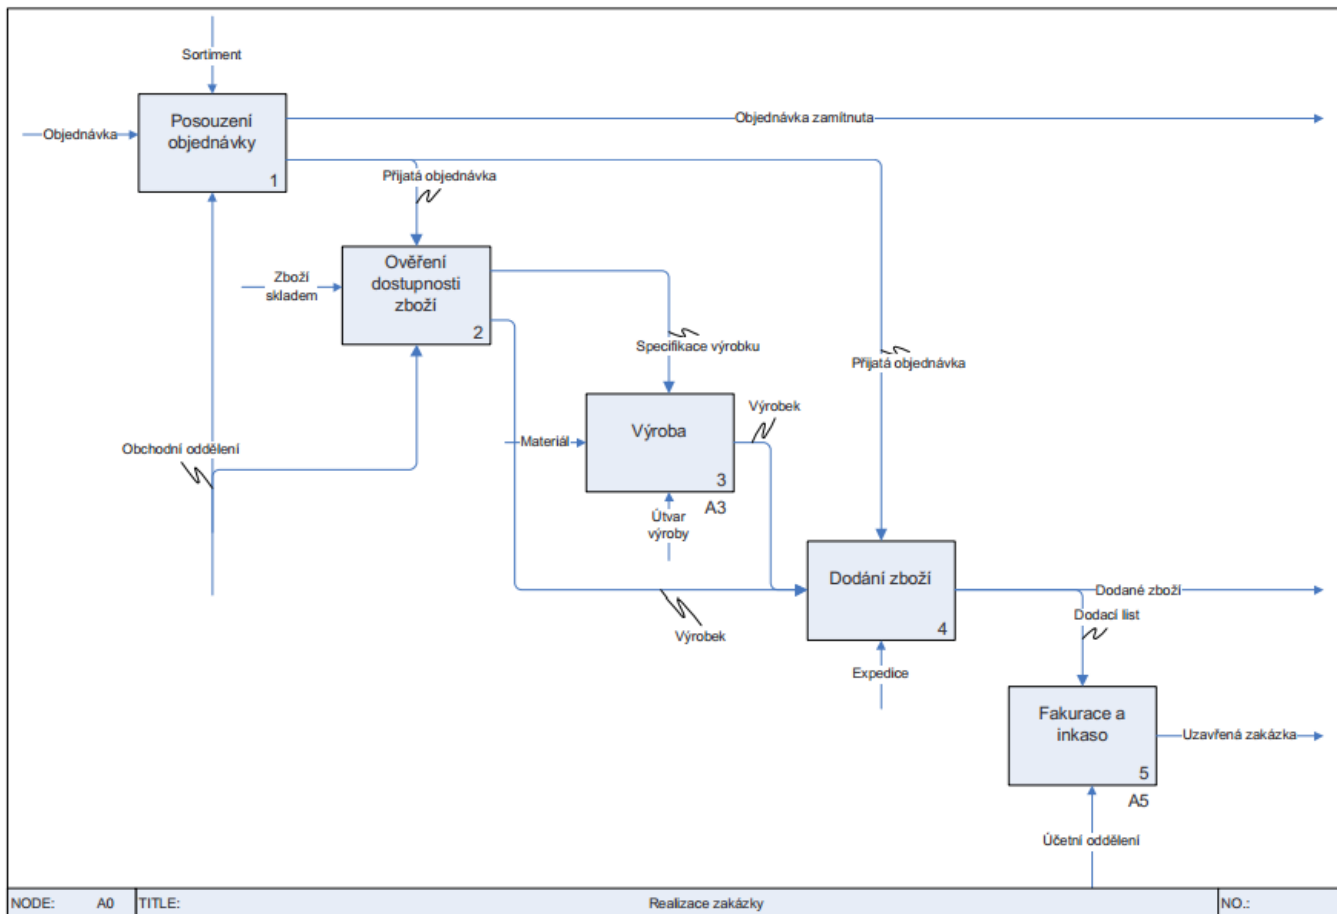 Sortiment
Objednávka
Posouzení
objednávky
1
Objednávka zamítnuta
Přijatá objednávka
Zboží
skladem
Ověření
dostupnosti
zboží
2
Specifikace výrobku
Přijatá objednávka
Obchodní oddělení
Materiál
Výroba
3
A3
Výrobek
Útvar
výroby
Výrobek
Dodání zboží
4
Dodané zboží
Dodací list
Expedice
Fakurace a
inkaso
5
A5
Uzavřená zakázka
Účetní oddělení
NODE: A0 TITLE: Realizace zakázky NO.: